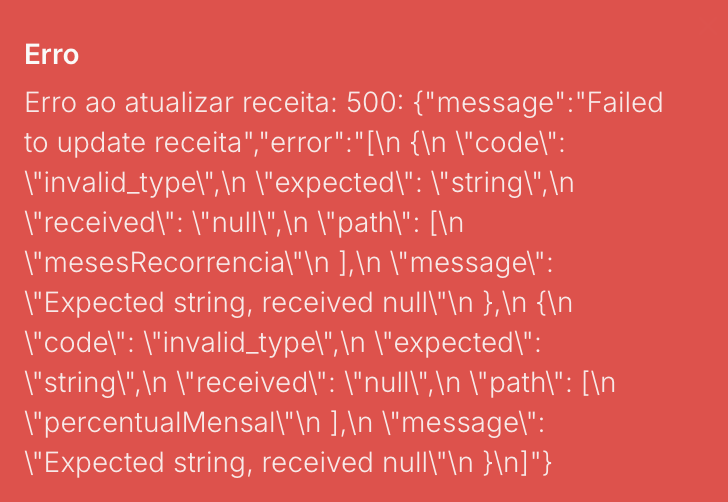 Erro
Erro ao atualizar receita: 500: {"message":"Failed
to update receita","error":"[\n {\n \"code\":
\"invalid_type\",\n \"expected\": \"string\",\n
\"received\": \"null\",\n \"path\": [\n
\"mesesRecorrencia\"\n ],\n \"message\":
\"Expected string, received null\"\n },\n {\n
\"code\": \"invalid_type\",\n \"expected\":
\"string\",\n \"received\": \"null\",\n \"path\": [\n
\"percentualMensal\"\n ],\n \"message\":
\"Expected string, received null\"\n }\n]"}